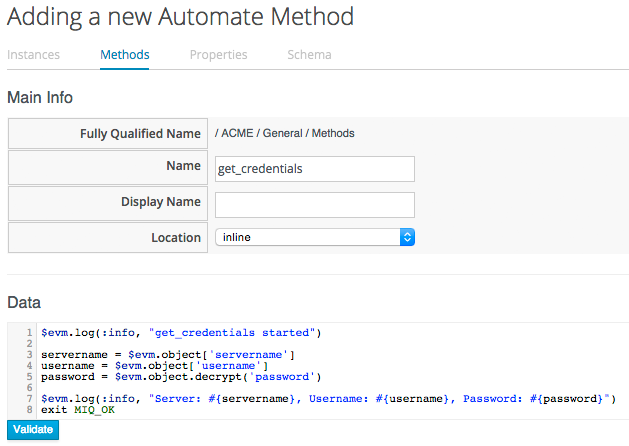 Adding a new Automate Method
Instances Methods Properties Schema
Main Info
Fully Qualified Name / ACME / General / Methods
Name get_credentials
Display Name
Location inline
Data
1 $evm.log(:info, "get_credentials started")
2
3 servername = $evm.object['servername']
4 username = $evm.object['username']
5 password = $evm.object.decrypt('password')
6
7 $evm.log(:info, "Server: #{servername}, Username: #{username}, Password: #{password}")
8 exit MIQ_OK
Validate